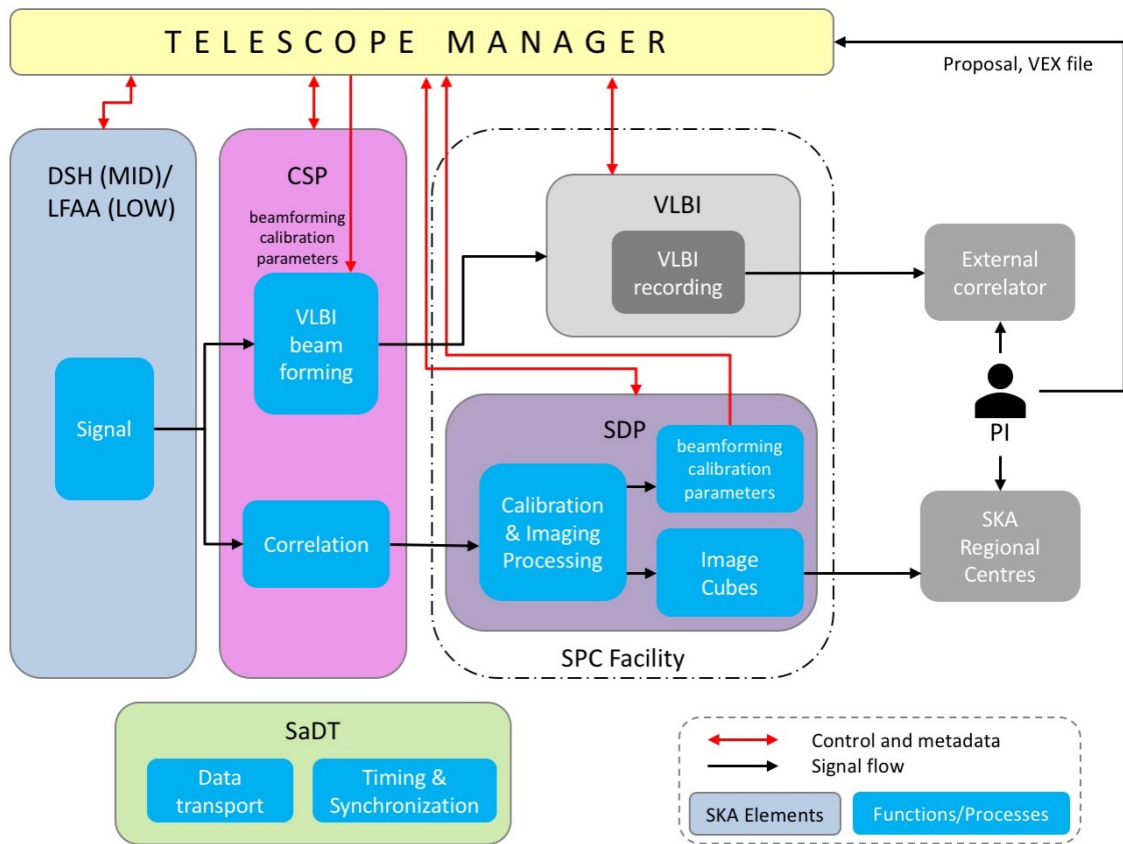 TELESCOPE MANAGER
Proposal, VEX file
DSH (MID)/
LFAA (LOW)
Signal
CSP
beamforming
calibration
parameters
VLBI
beam
forming
Correlation
VLBI
VLBI
recording
SDP
Calibration
& Imaging
Processing
beamforming
calibration
parameters
Image
Cubes
SPC Facility
External
correlator
PI
SKA
Regional
Centres
SaDT
Data
transport
Timing &
Synchronization
Control and metadata
Signal flow
SKA Elements
Functions/Processes